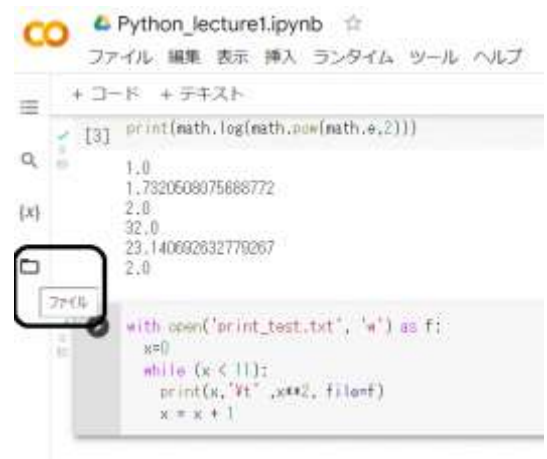 CO Python_lecture1.ipynb
ファイル 編集 表示 挿入 ランタイム ツール ヘルプ
+ コード + テキスト
[3] print(math.log(math.pow(math.e,2)))
1.0
1.7320508075688772
2.0
32.0
23.140692632779267
2.0
{x}
ファイル
with open('print_test.txt', 'w') as f:
x=0
while (x < 11):
print(x,'¥t' ,x**2, file=f)
x = x + 1